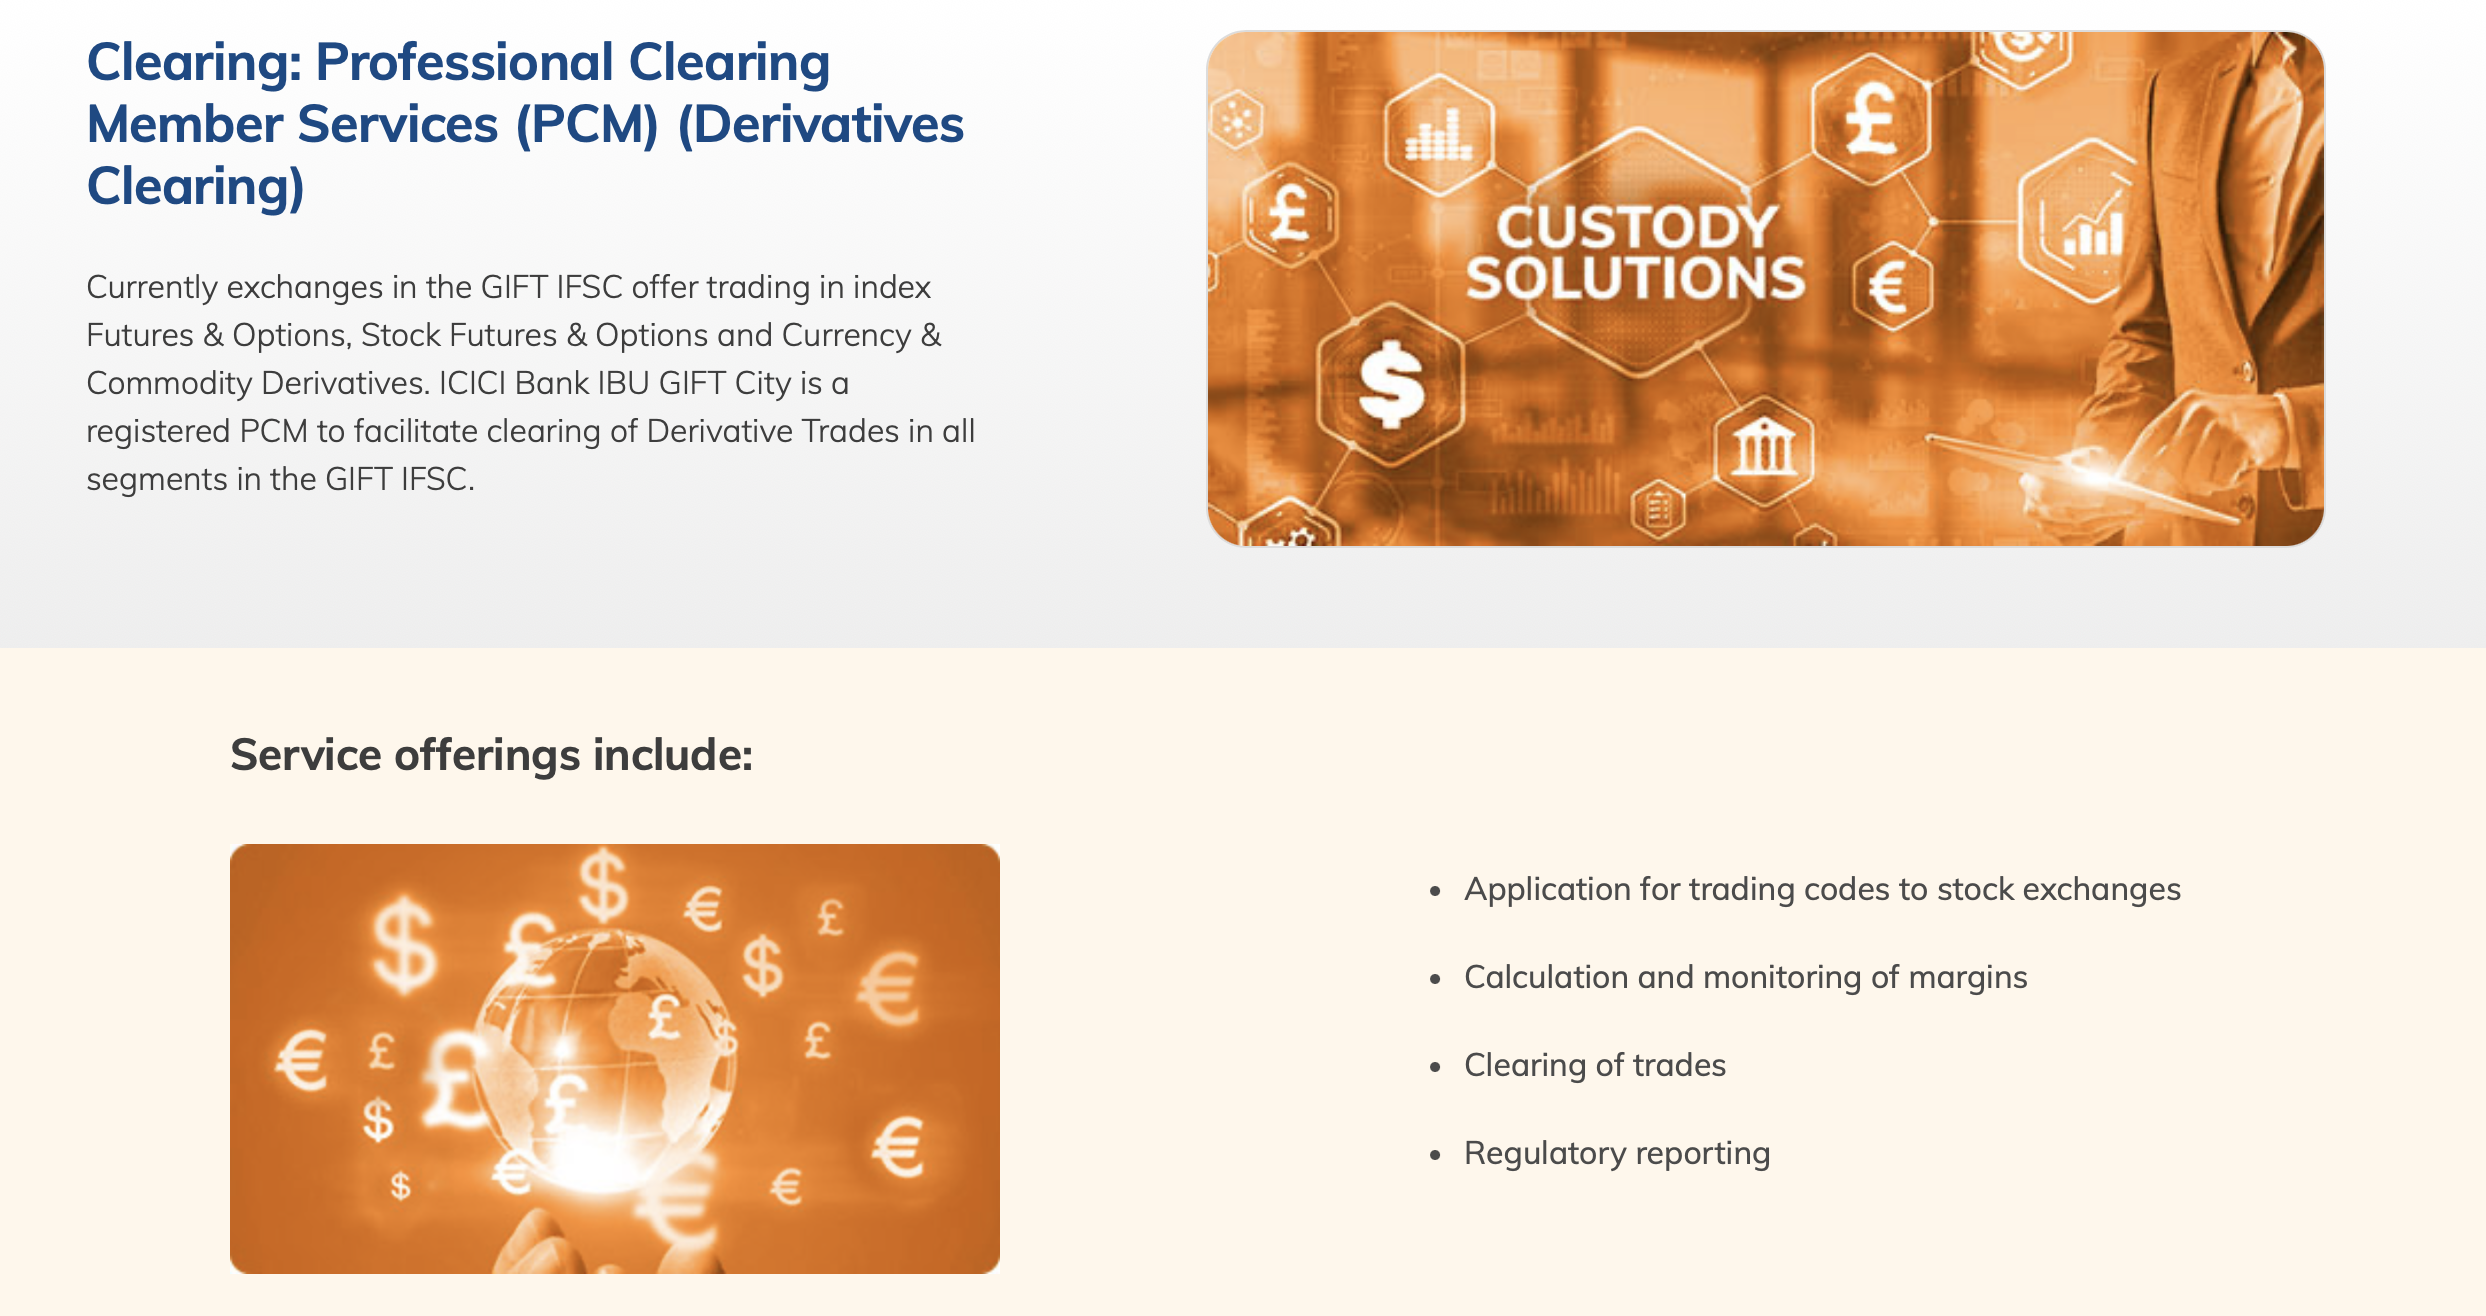 Clearing: Professional Clearing
Member Services (PCM) (Derivatives
Clearing)
Currently exchanges in the GIFT IFSC offer trading in index
Futures & Options, Stock Futures & Options and Currency &
Commodity Derivatives. ICICI Bank IBU GIFT City is a
registered PCM to facilitate clearing of Derivative Trades in all
segments in the GIFT IFSC.
CUSTODY
SOLUTIONS
Service offerings include:
• Application for trading codes to stock exchanges
• Calculation and monitoring of margins
• Clearing of trades
• Regulatory reporting